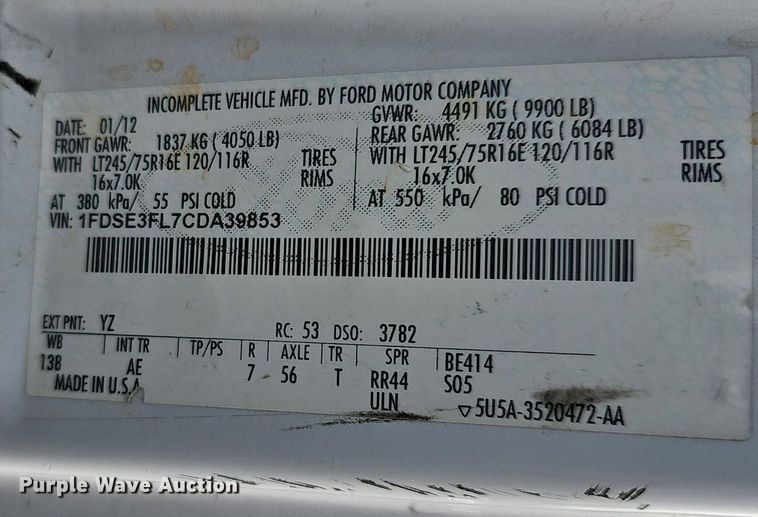 INCOMPLETE VEHICLE MFD. BY FORD MOTOR COMPANY
DATE: 01/12 GVWR: 4491 KG ( 9900 LB)
FRONT GAWR: 1837 KG ( 4050 LB) REAR GAWR: 2760 KG ( 6084 LB)
WITH LT245/75R16E 120/116R TIRES WITH LT245/75R16E 120/116R TIRES
16x7.0K RIMS 16x7.0K RIMS
AT 380 kPa/ 55 PSI COLD AT 550 kPa/ 80 PSI COLD
VIN: 1FDSE3FL7CDA39853
EXT PNT: YZ RC: 53 DSO: 3782
WB INT TR TP/PS R AXLE TR SPR BE414
138 AE 7 56 T RR44 S05
MADE IN U.S.A ULN ▽5U5A-3520472-AA
Purple Wave Auction